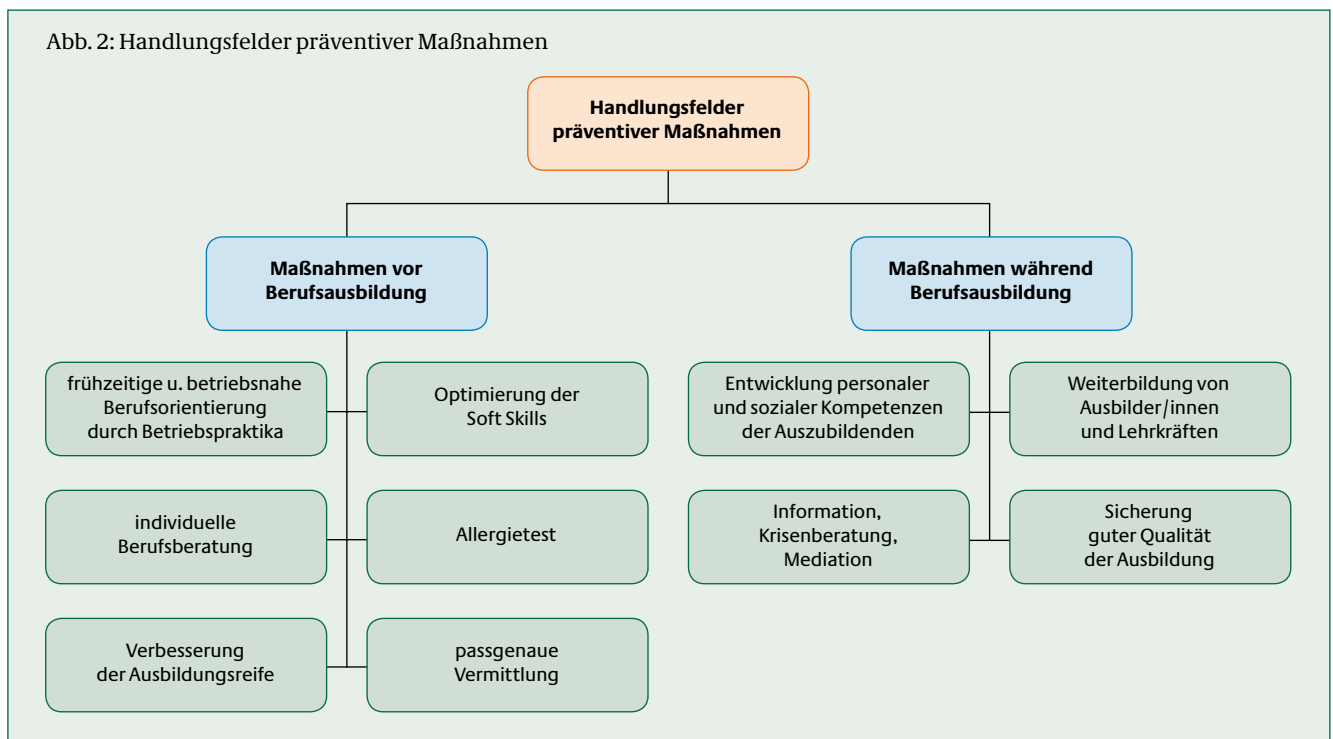 Abb. 2: Handlungsfelder präventiver Maßnahmen
Handlungsfelder
präventiver Maßnahmen
Maßnahmen vor
Berufsausbildung
frühzeitige u. betriebsnahe
Berufsorientierung
durch Betriebspraktika
Optimierung der
Soft Skills
individuelle
Berufsberatung
Allergietest
Verbesserung
der Ausbildungsreife
passgenaue
Vermittlung
Maßnahmen während
Berufsausbildung
Entwicklung personaler
und sozialer Kompetenzen
der Auszubildenden
Weiterbildung von
Ausbilder/innen
und Lehrkräften
Information,
Krisenberatung,
Mediation
Sicherung
guter Qualität
der Ausbildung